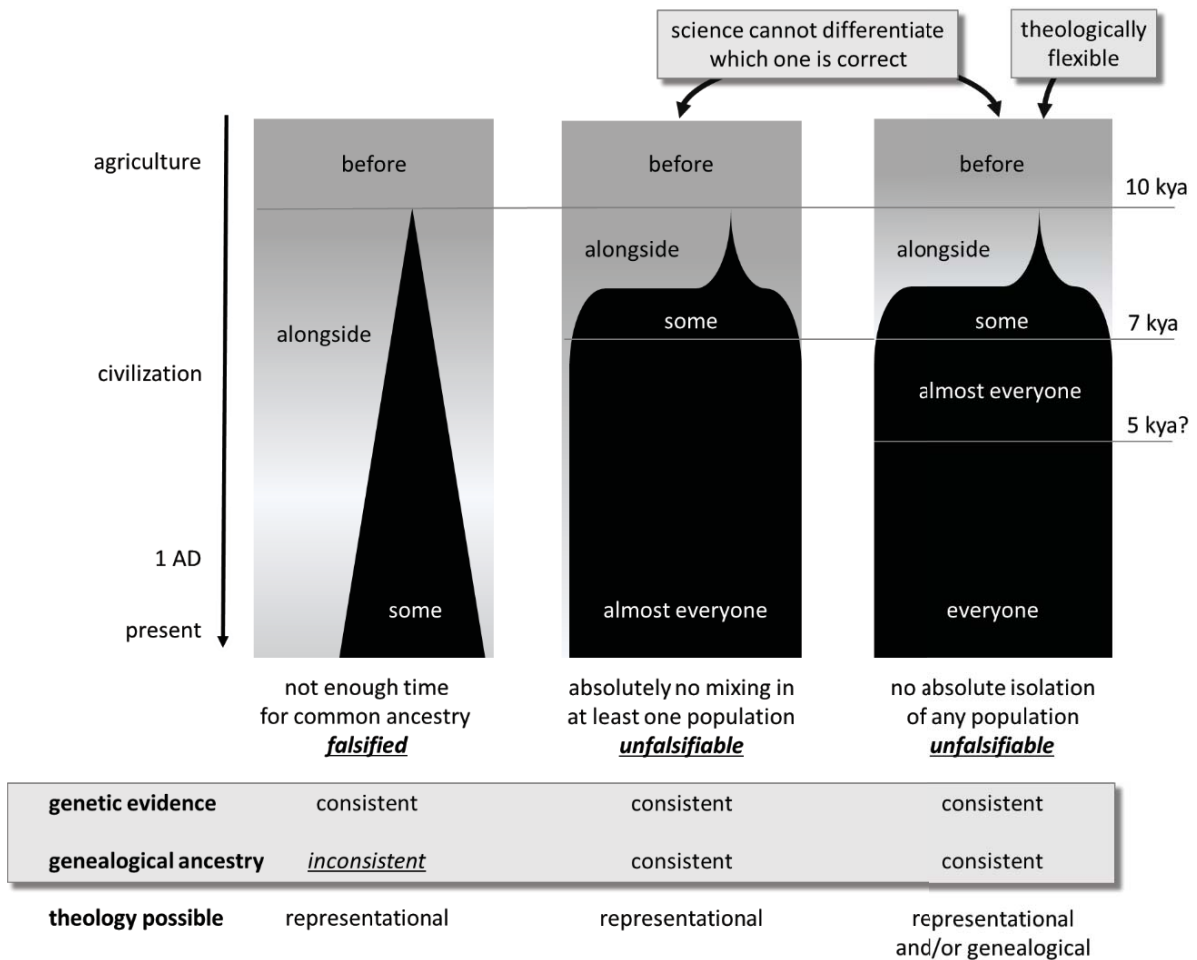 science cannot differentiate
which one is correct
theologically
flexible
agriculture
before
before
before
10 kya
alongside
alongside
alongside
some
some
7 kya
civilization
almost everyone
5 kya?
1 AD
present
some
almost everyone
everyone
not enough time
for common ancestry
falsified
absolutely no mixing in
at least one population
unfalsifiable
no absolute isolation
of any population
unfalsifiable
genetic evidence consistent consistent consistent
genealogical ancestry inconsistent consistent consistent
theology possible representational representational representational
and/or genealogical